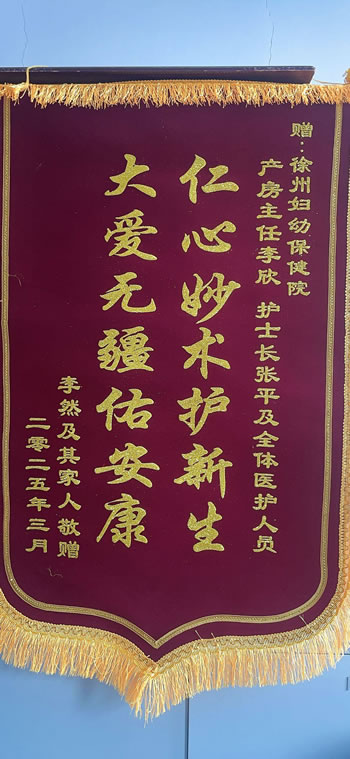 赠：徐州妇幼保健院
产房主任李欣 护士长张平及全体医护人员
仁心妙术护新生
大爱无疆佑安康
李然及其家人敬赠
二零二五年三月